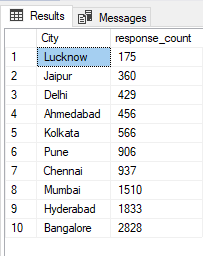 Results Messages
City response_count
1 Lucknow 175
2 Jaipur 360
3 Delhi 429
4 Ahmedabad 456
5 Kolkata 566
6 Pune 906
7 Chennai 937
8 Mumbai 1510
9 Hyderabad 1833
10 Bangalore 2828